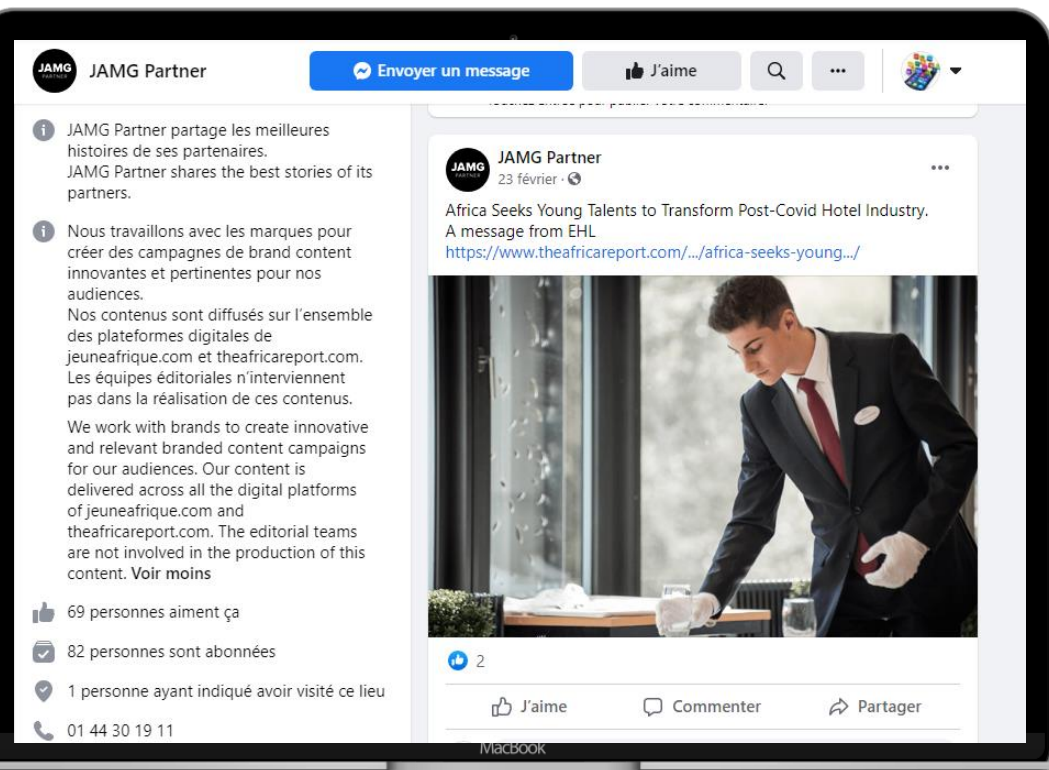 JAMG
PARTNER
JAMG Partner
Envoyer un message
J'aime
JAMG Partner partage les meilleures
histoires de ses partenaires.
JAMG Partner shares the best stories of its
partners.
Nous travaillons avec les marques pour
créer des campagnes de brand content
innovantes et pertinentes pour nos
audiences.
Nos contenus sont diffusés sur l'ensemble
des plateformes digitales de
jeuneafrique.com et theafricareport.com.
Les équipes éditoriales n'interviennent
pas dans la réalisation de ces contenus.
We work with brands to create innovative
and relevant branded content campaigns
for our audiences. Our content is
delivered across all the digital platforms
of jeuneafrique.com and
theafricareport.com. The editorial teams
are not involved in the production of this
content. Voir moins
69 personnes aiment ça
82 personnes sont abonnées
1 personne ayant indiqué avoir visité ce lieu
01 44 30 19 11
JAMG
PARTNER
JAMG Partner
23 février ·
Africa Seeks Young Talents to Transform Post-Covid Hotel Industry.
A message from EHL
https://www.theafricareport.com/.../africa-seeks-young.../
2
J'aime
Commenter
Partager
MacBook